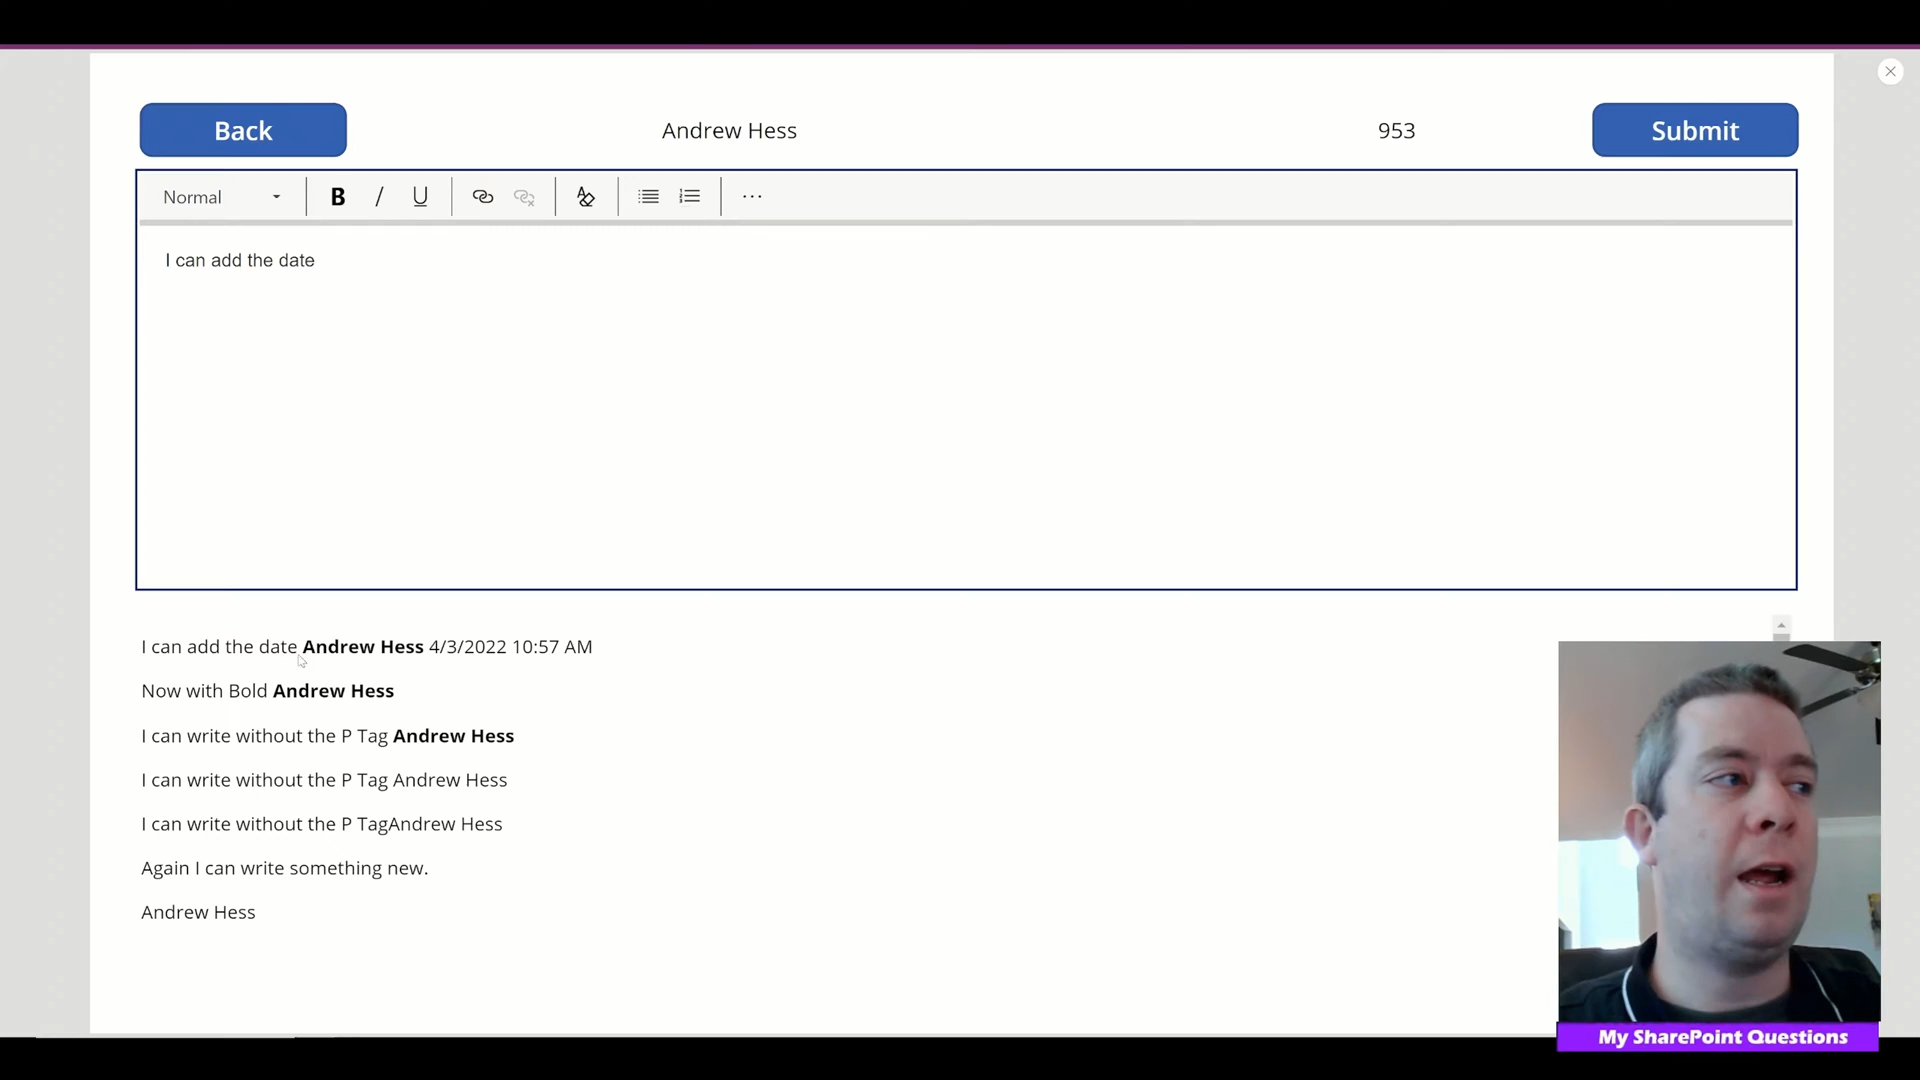 Back
Andrew Hess
953
Submit
Normal
B
/
U
I can add the date
I can add the date Andrew Hess 4/3/2022 10:57 AM
Now with Bold Andrew Hess
I can write without the P Tag Andrew Hess
I can write without the P Tag Andrew Hess
I can write without the P TagAndrew Hess
Again I can write something new.
Andrew Hess
My SharePoint Questions